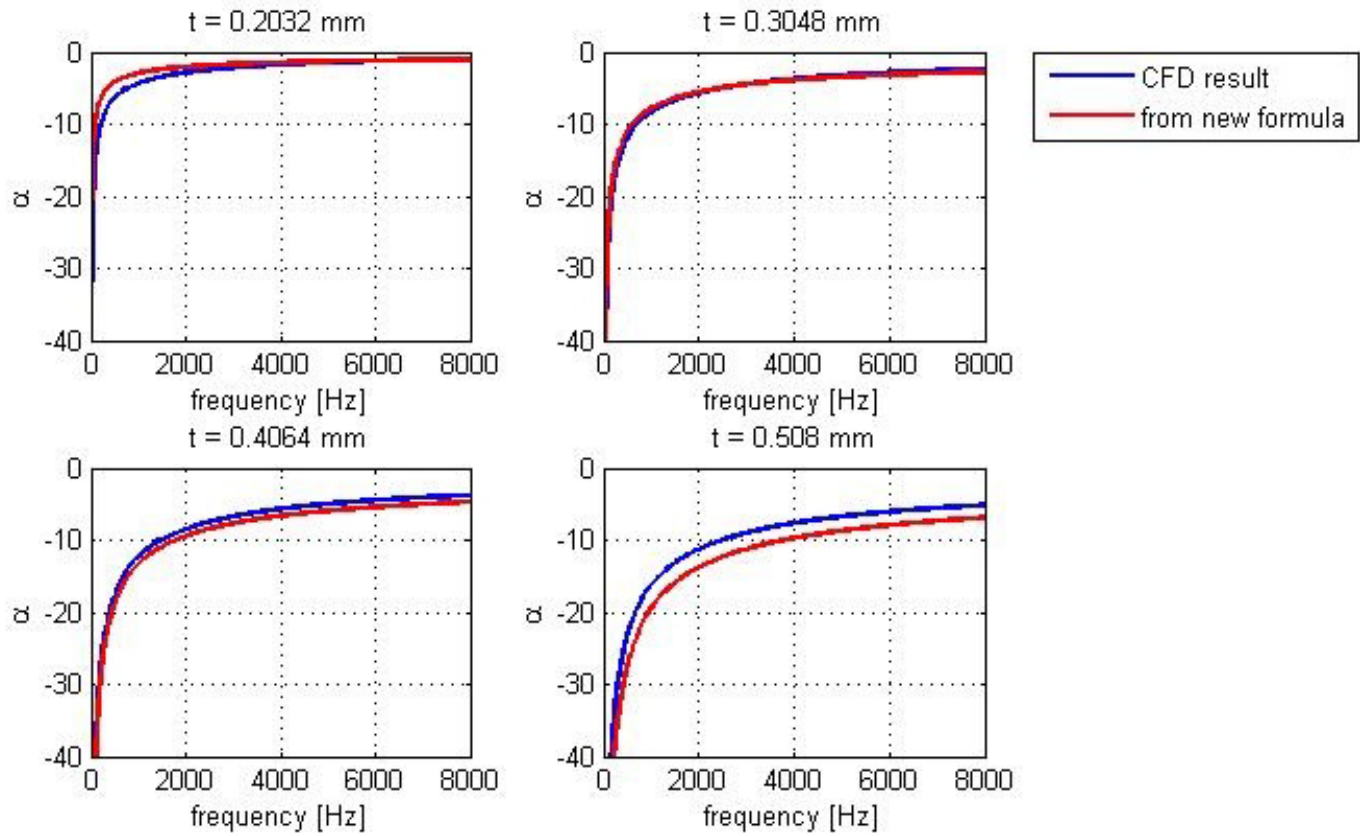 t = 0.2032 mm
0
-10
-20
-30
-40
α
0 2000 4000 6000 8000
frequency [Hz]
t = 0.3048 mm
0
-10
-20
-30
-40
α
0 2000 4000 6000 8000
frequency [Hz]
CFD result
from new formula
t = 0.4064 mm
0
-10
-20
-30
-40
α
0 2000 4000 6000 8000
frequency [Hz]
t = 0.508 mm
0
-10
-20
-30
-40
α
0 2000 4000 6000 8000
frequency [Hz]